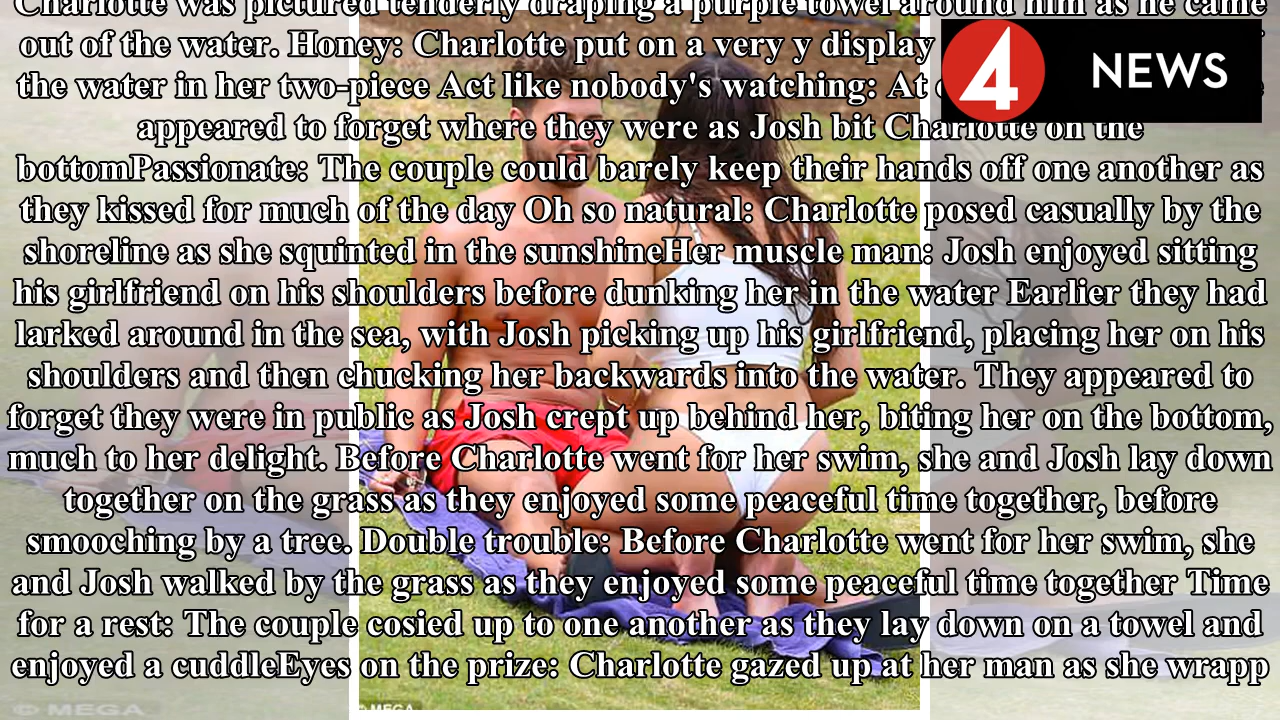 Charlotte was pictured tenderly draping a purple towel around him as he came
out of the water. Honey: Charlotte put on a very y display
the water in her two-piece Act like nobody's watching: At
appeared to forget where they were as Josh bit Charlotte on the
bottomPassionate: The couple could barely keep their hands off one another as
they kissed for much of the day Oh so natural: Charlotte posed casually by the
shoreline as she squinted in the sunshineHer muscle man: Josh enjoyed sitting
his girlfriend on his shoulders before dunking her in the water Earlier they had
larked around in the sea, with Josh picking up his girlfriend, placing her on his
shoulders and then chucking her backwards into the water. They appeared to
forget they were in public as Josh crept up behind her, biting her on the bottom,
much to her delight. Before Charlotte went for her swim, she and Josh lay down
together on the grass as they enjoyed some peaceful time together, before
smooching by a tree. Double trouble: Before Charlotte went for her swim, she
and Josh walked by the grass as they enjoyed some peaceful time together Time
for a rest: The couple cosied up to one another as they lay down on a towel and
enjoyed a cuddleEyes on the prize: Charlotte gazed up at her man as she wrapp
4 NEWS
© MEGA
© MEGA